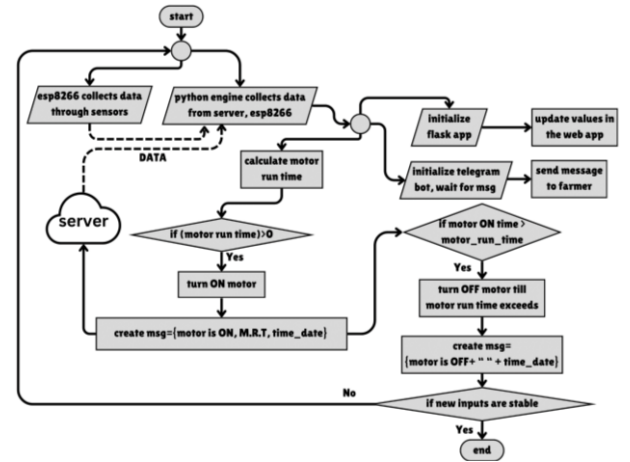 start
esp8266 collects data
through sensors
python engine collects data
from server, esp8266
initialize
flask app
update values in
the web app
DATA
calculate motor
run time
initialize telegram
bot, wait for msg
send message
to farmer
server
if (motor run time)>0
if motor ON time >
motor_run_time
Yes
Yes
turn ON motor
turn OFF motor till
motor run time exceeds
create msg={motor is ON, M.R.T, time_date}
create msg=
{motor is OFF+ " " + time_date}
No
if new inputs are stable
Yes
end